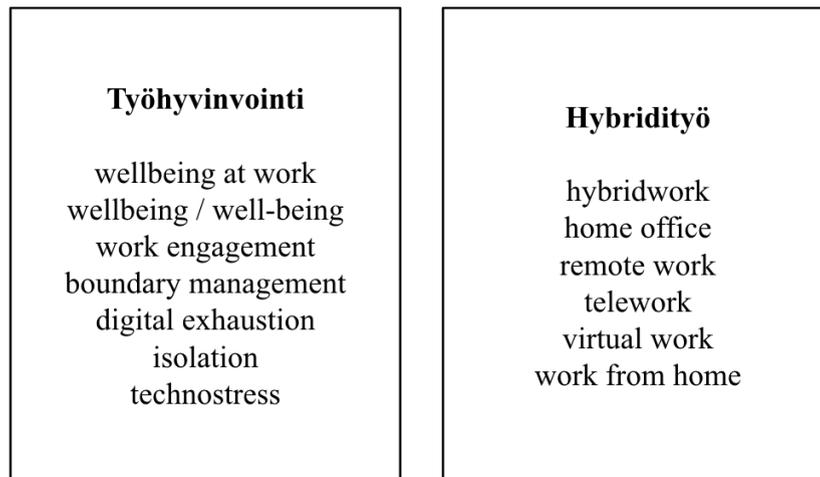 Työhyvinvointi
wellbeing at work
wellbeing / well-being
work engagement
boundary management
digital exhaustion
isolation
technostress
Hybridityö
hybridwork
home office
remote work
telework
virtual work
work from home